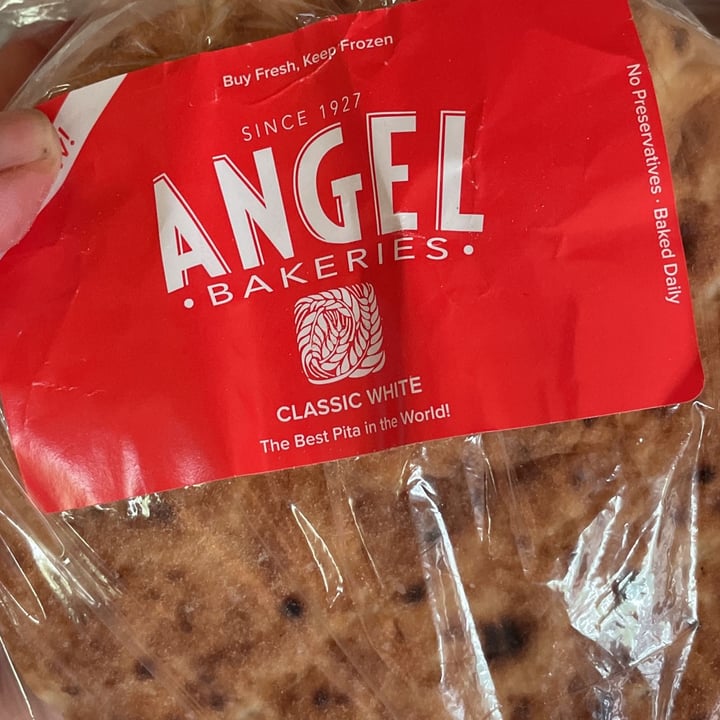 Buy Fresh, Keep Frozen
SINCE 1927
ANGEL
• BAKERIES •
CLASSIC WHITE
The Best Pita in the World!
No Preservatives · Baked Daily